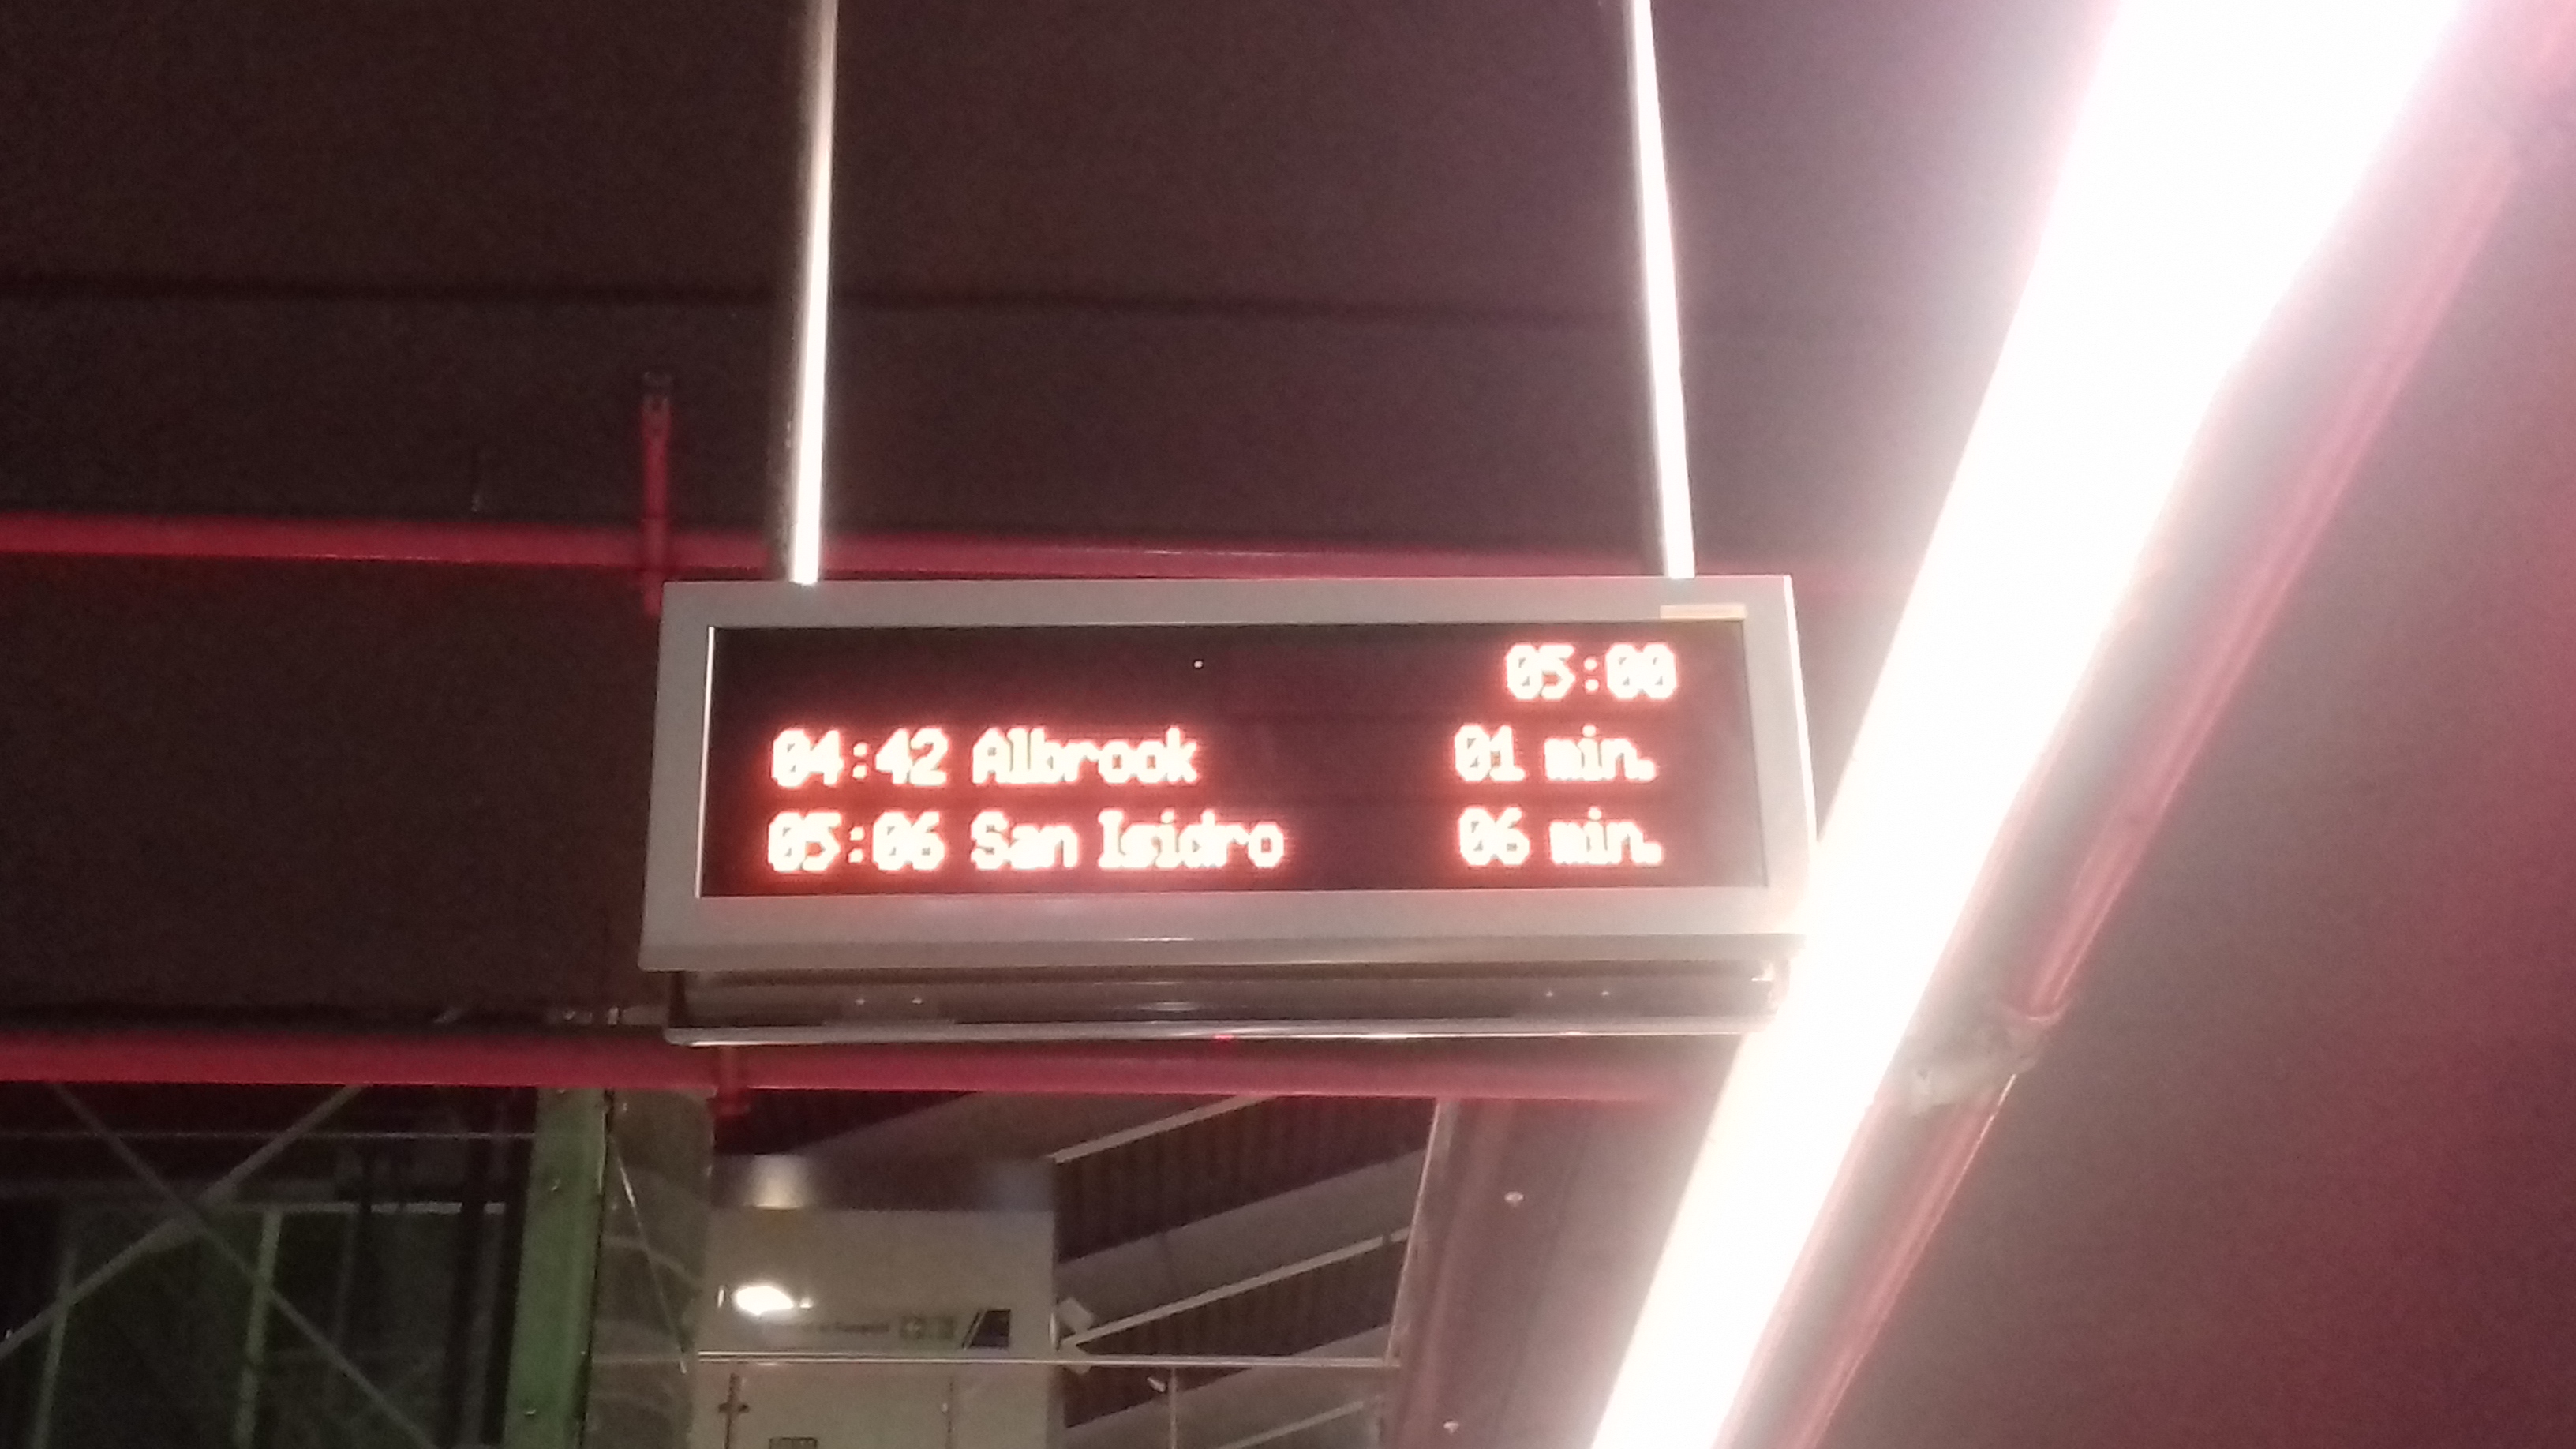 05:00
04:42 Albrook 01 min.
05:06 San Isidro 06 min.